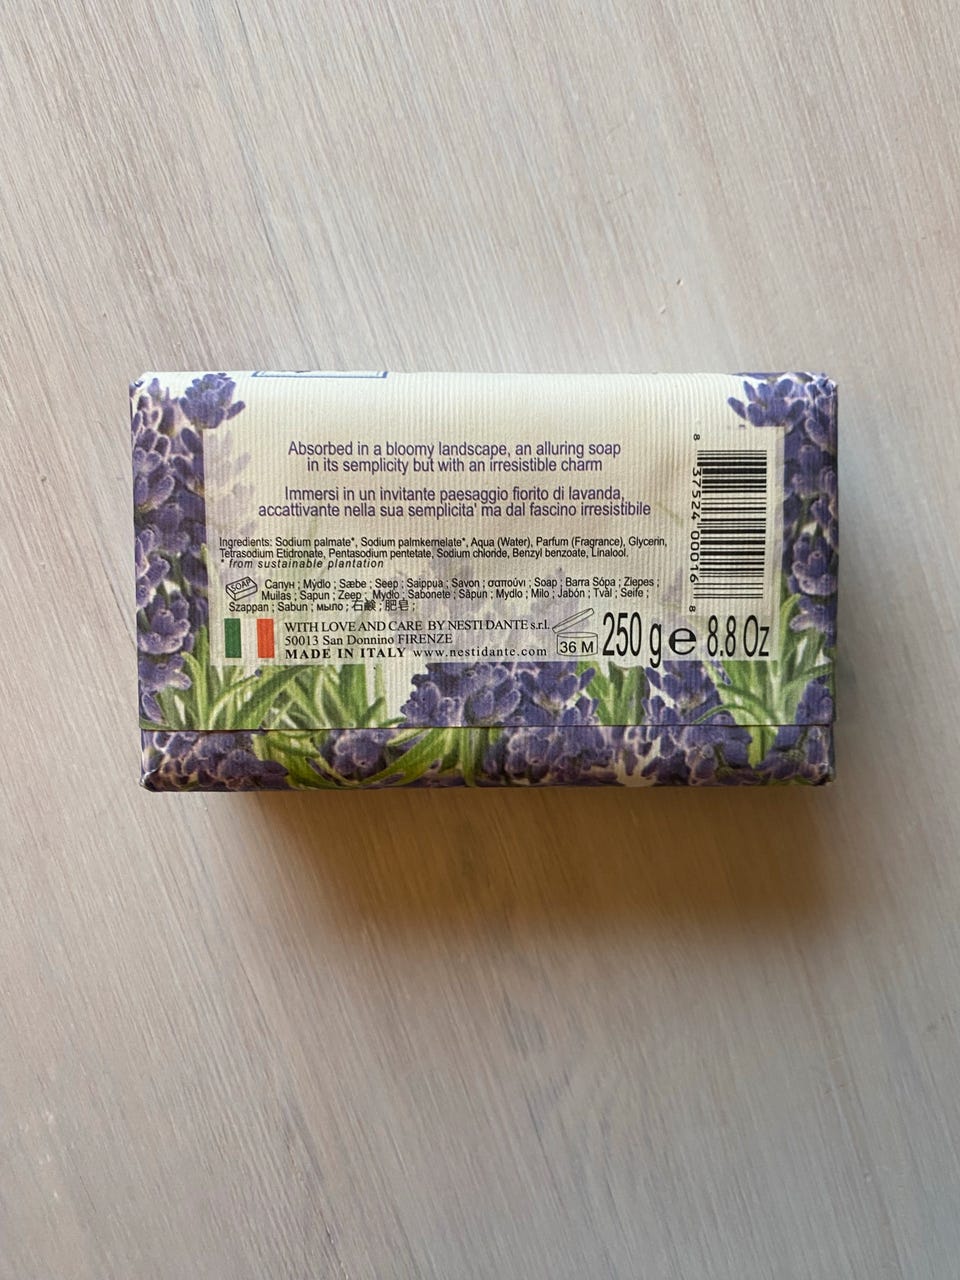 Absorbed in a bloomy landscape, an alluring soap
in its semplicity but with an irresistible charm
Immersi in un invitante paesaggio fiorito di lavanda,
accattivante nella sua semplicita' ma dal fascino irresistibile
Ingredients: Sodium palmate*, Sodium palmkernelate*, Aqua (Water), Parfum (Fragrance), Glycerin,
Tetrasodium Etidronate, Pentasodium pentetate, Sodium chloride, Benzyl benzoate, Linalool.
* from sustainable plantation
SOAP
Сапун ; Mýdlo ; Sæbe ; Seep ; Saippua ; Savon ; σαπούνι ; Soap ; Barra Sópa ; Ziepes ;
Muilas ; Sapun ; Zeep ; Mydło ; Sabonete ; Săpun ; Mydlo ; Milo ; Jabón ; Tvål ; Seife ;
Szappan ; Sabun ; мыло ; 石鹸 ; 肥皂 ;
WITH LOVE AND CARE BY NESTI DANTE s.r.l.
50013 San Donnino FIRENZE
MADE IN ITALY www.nestidante.com
36 M
250 g e 8.8 Oz
8 37524 00016 8